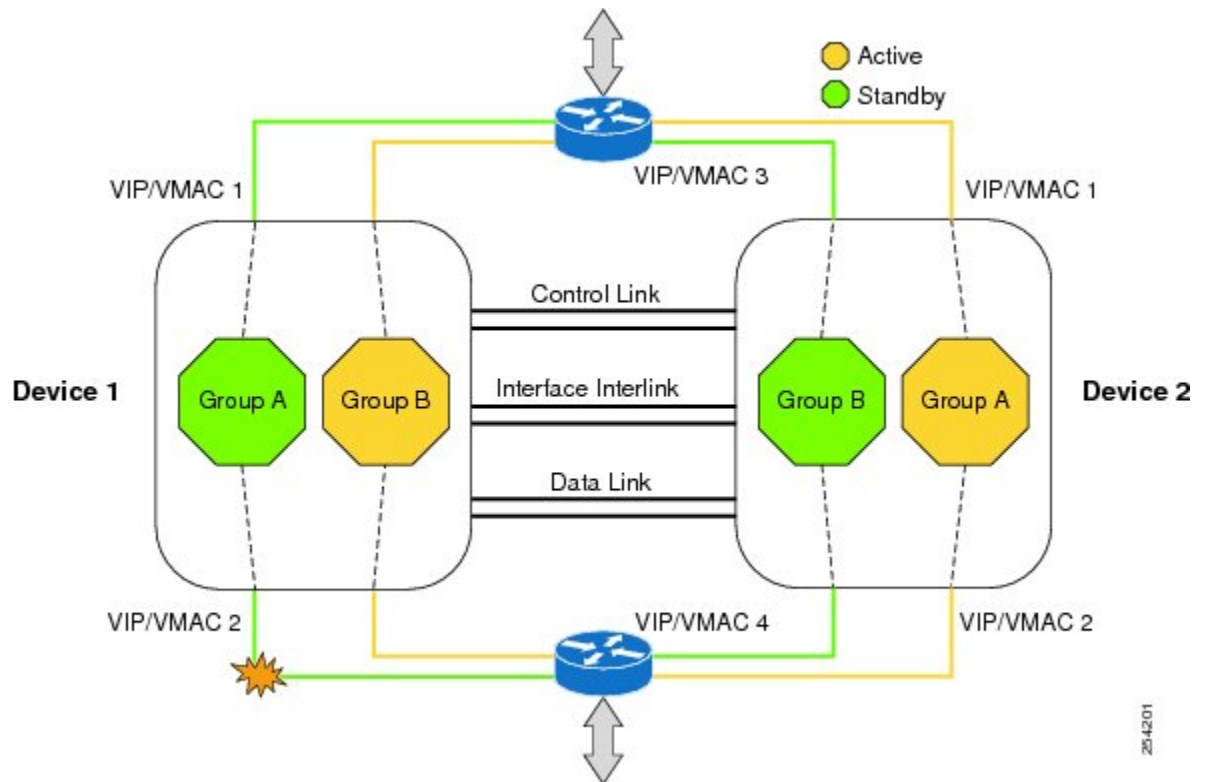 Active
Standby
VIP/VMAC 1
VIP/VMAC 3
VIP/VMAC 1
Control Link
Device 1
Group A
Group B
Interface Interlink
Group B
Group A
Device 2
Data Link
VIP/VMAC 2
VIP/VMAC 4
VIP/VMAC 2
254201